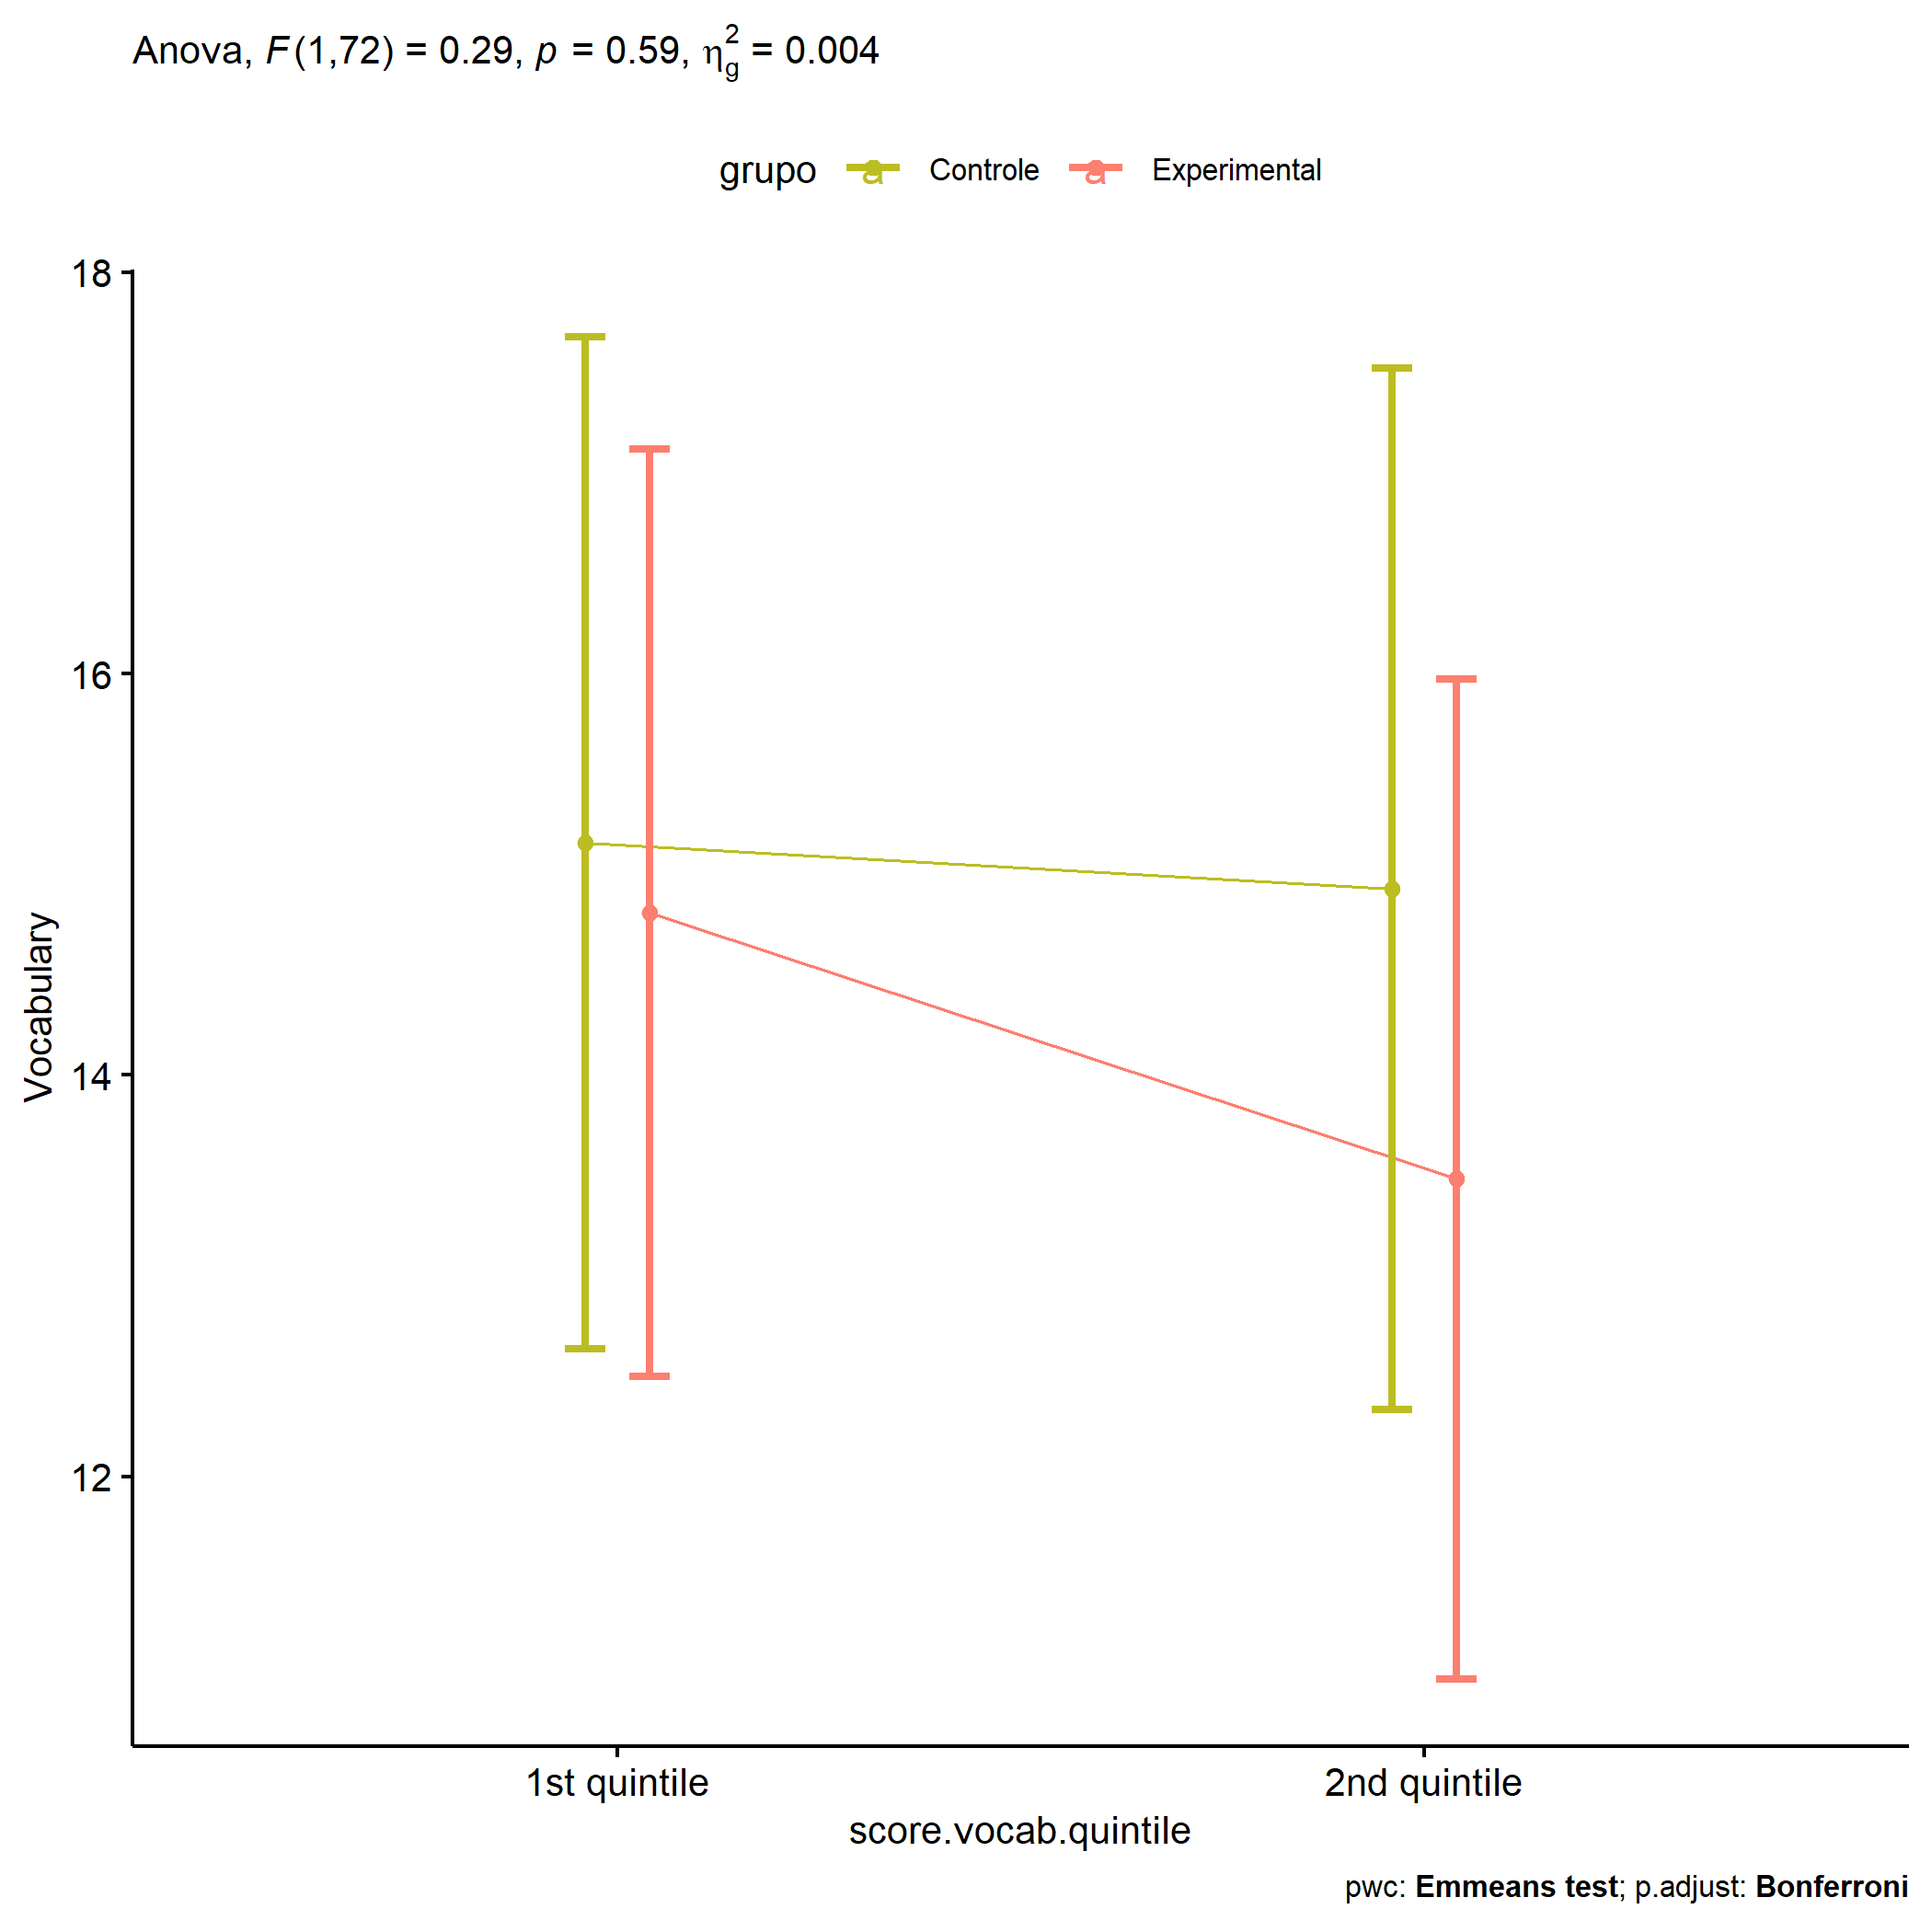 Anova, F(1,72) = 0.29, p = 0.59, η²g = 0.004
grupo a Controle a Experimental
18
16
14
12
Vocabulary
1st quintile 2nd quintile
score.vocab.quintile
pwc: Emmeans test; p.adjust: Bonferroni